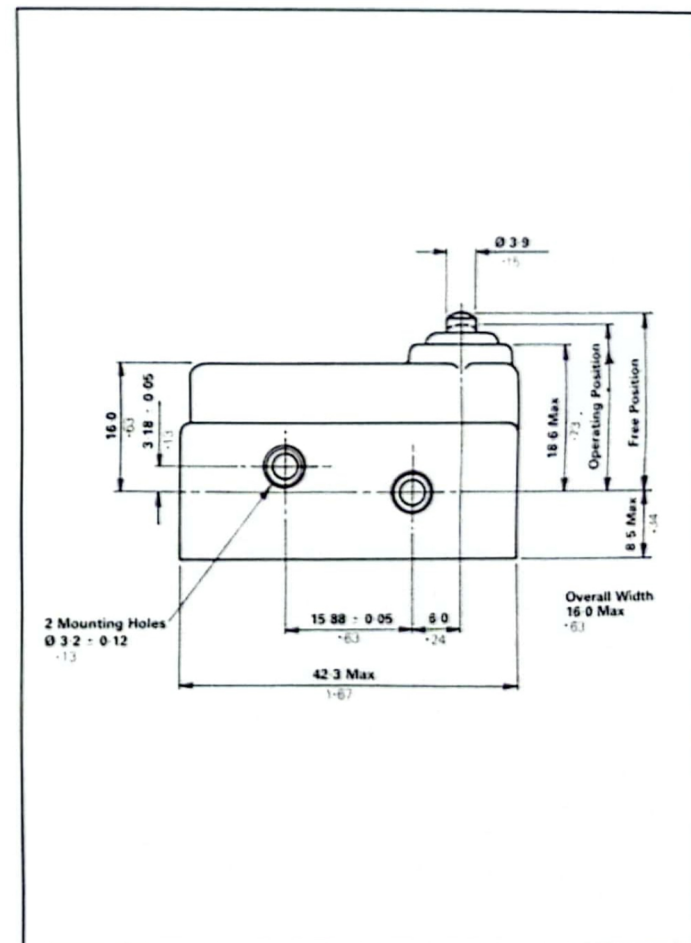 Ø 3·9
·15
16·0
·63
3·18 ± 0·05
·13
18·6 Max
·73
Operating Position
Free Position
8·5 Max
·34
2 Mounting Holes
Ø 3·2 ± 0·12
·13
15·88 ± 0·05
·63
6·0
·24
Overall Width
16·0 Max
·63
42·3 Max
1·67